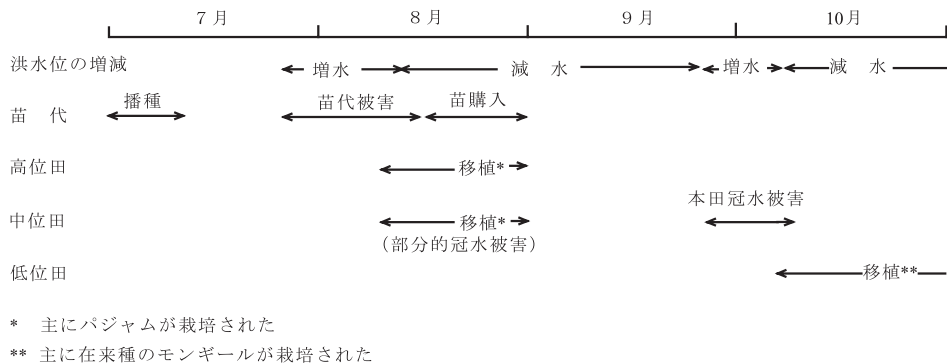 7月 8月 9月 10月
洪水位の増減 増水 減水 増水 減水
播種 苗代被害 苗購入
苗代
高位田 移植*
本田冠水被害
中位田 移植*
(部分的冠水被害)
低位田 移植**
* 主にパジャムが栽培された
** 主に在来種のモンギールが栽培された